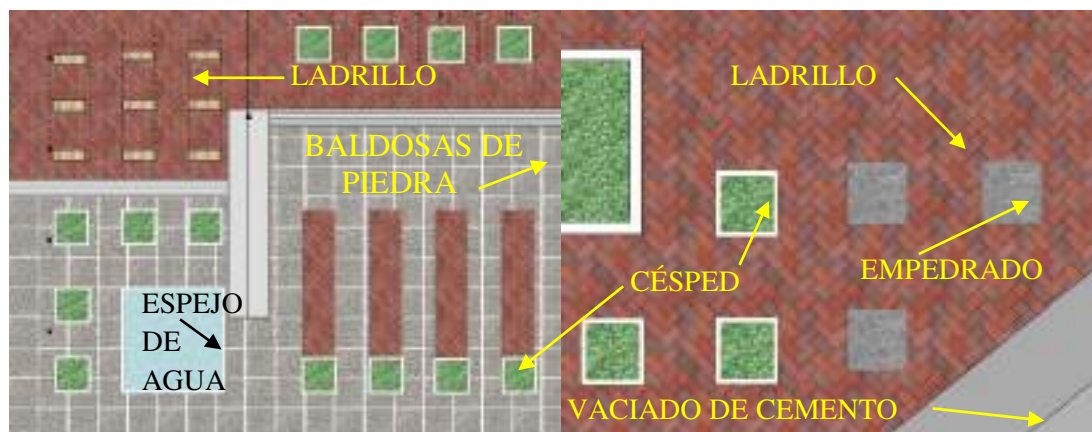 LADRILLO
BALDOSAS DE
PIEDRA
ESPEJO
DE
AGUA
LADRILLO
CÉSPED
EMPEDRADO
VACIADO DE CEMENTO